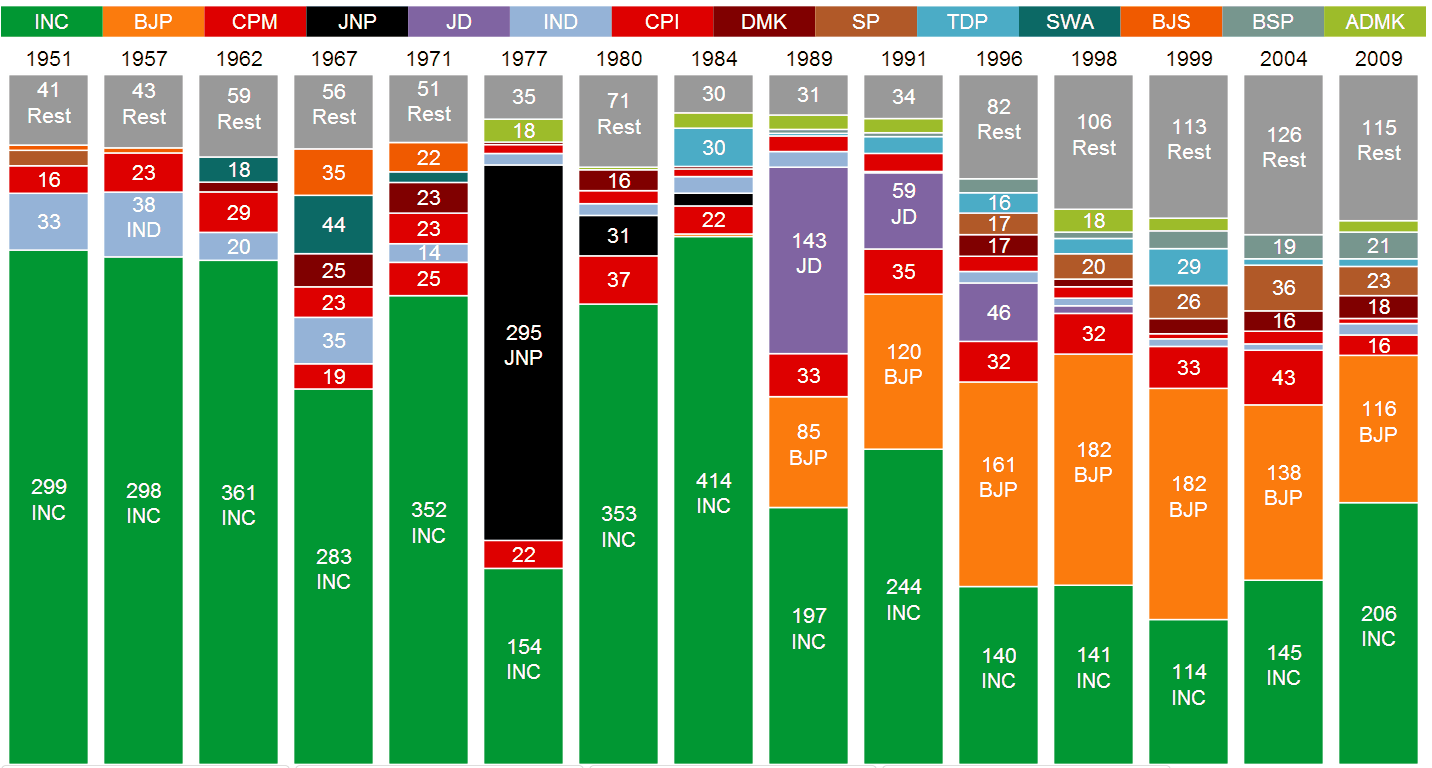 INC BJP CPM JNP JD IND CPI DMK SP TDP SWA BJS BSP ADMK
1951 1957 1962 1967 1971 1977 1980 1984 1989 1991 1996 1998 1999 2004 2009
41
Rest
16
33
299
INC
43
Rest
23
38
IND
298
INC
59
Rest
18
29
20
361
INC
56
Rest
35
44
25
23
35
19
283
INC
51
Rest
22
23
23
14
25
352
INC
35
18
295
JNP
22
154
INC
71
Rest
16
31
37
353
INC
30
30
22
414
INC
31
143
JD
33
85
BJP
197
INC
34
59
JD
35
120
BJP
244
INC
82
Rest
16
17
17
46
32
161
BJP
140
INC
106
Rest
18
20
32
182
BJP
141
INC
113
Rest
29
26
33
182
BJP
114
INC
126
Rest
19
36
16
43
138
BJP
145
INC
115
Rest
21
23
18
16
116
BJP
206
INC